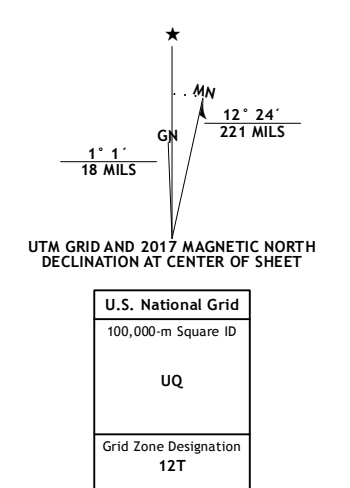 ★
MN
GN
12° 24´
221 MILS
1° 1´
18 MILS
UTM GRID AND 2017 MAGNETIC NORTH
DECLINATION AT CENTER OF SHEET
U.S. National Grid
100,000-m Square ID
UQ
Grid Zone Designation
12T